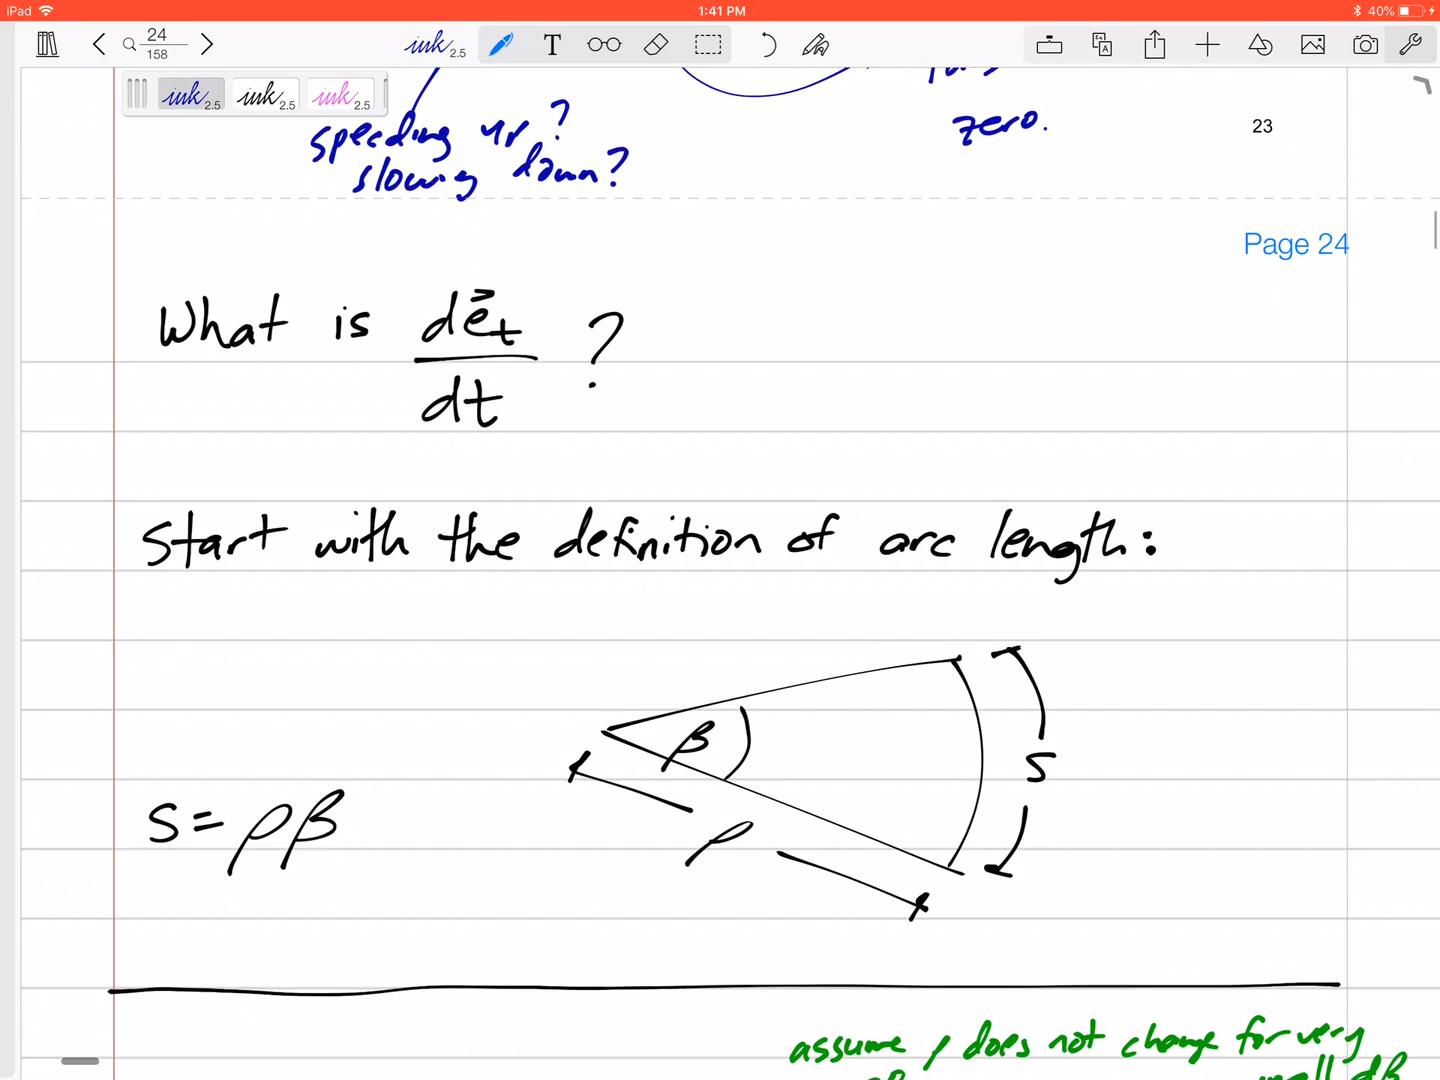 iPad 1:41 PM 40%
24
158
ink 2.5 T
ink 2.5 ink 2.5 ink 2.5
speeding up?
slowing down?
zero.
23
Page 24
What is de⃗t/dt ?
Start with the definition of arc length:
β
s
s=ρβ
ρ
assume ρ does not change for very
small dβ